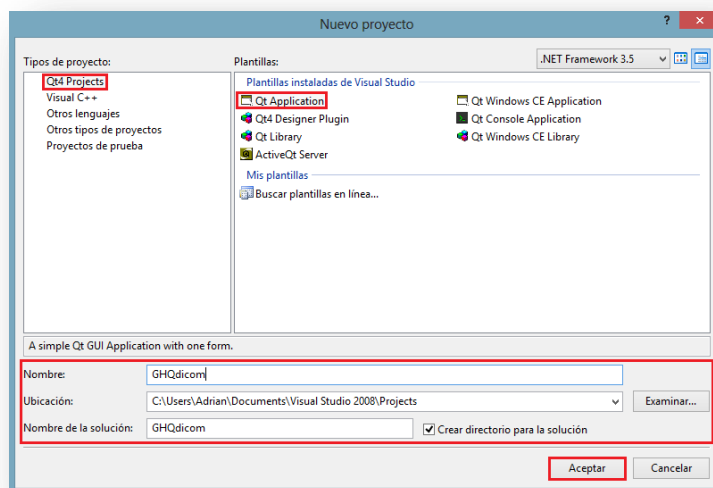 Nuevo proyecto
?
Tipos de proyecto:
Plantillas:
.NET Framework 3.5
Qt4 Projects
Visual C++
Otros lenguajes
Otros tipos de proyectos
Proyectos de prueba
Plantillas instaladas de Visual Studio
Qt Application
Qt Windows CE Application
Qt4 Designer Plugin
Qt Console Application
Qt Library
Qt Windows CE Library
ActiveQt Server
Mis plantillas
Buscar plantillas en línea...
A simple Qt GUI Application with one form.
Nombre:
GHQdicom
Ubicación:
C:\Users\Adrian\Documents\Visual Studio 2008\Projects
Examinar...
Nombre de la solución:
GHQdicom
Crear directorio para la solución
Aceptar
Cancelar